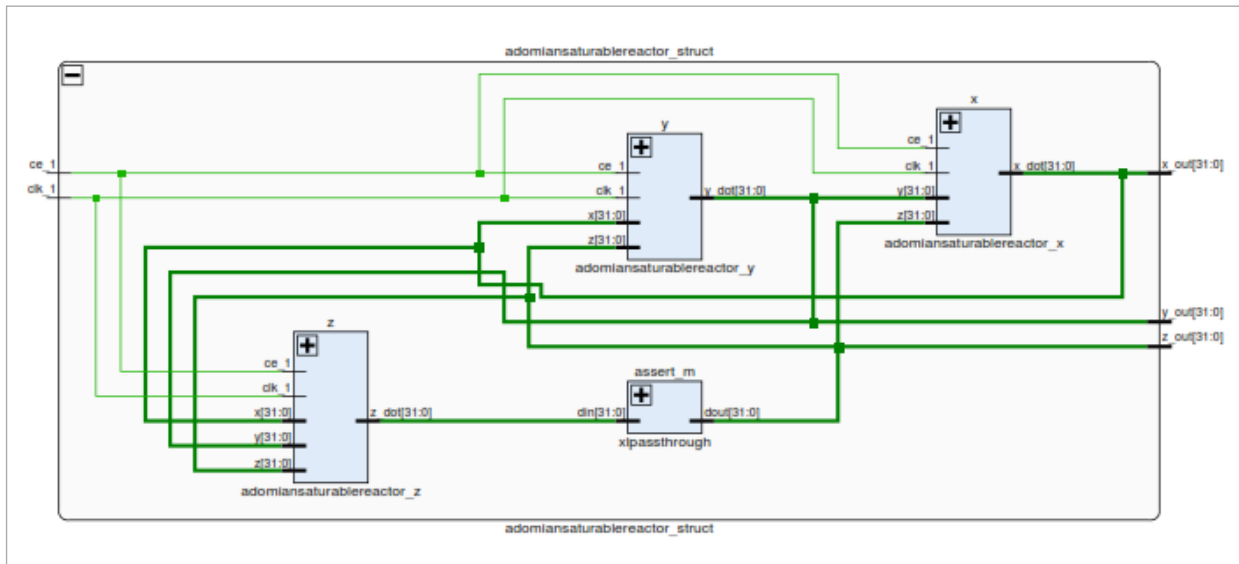 adomiansaturablereactor_struct
x
ce_1
clk_1
y[31:0]
z[31:0]
x_dot[31:0]
adomiansaturablereactor_x
x_out[31:0]
y
ce_1
clk_1
x[31:0]
z[31:0]
y_dot[31:0]
adomiansaturablereactor_y
ce_1
clk_1
y_out[31:0]
z_out[31:0]
z
ce_1
clk_1
x[31:0]
y[31:0]
z[31:0]
z_dot[31:0]
adomiansaturablereactor_z
assert_m
din[31:0]
dout[31:0]
xlpassthrough
adomiansaturablereactor_struct